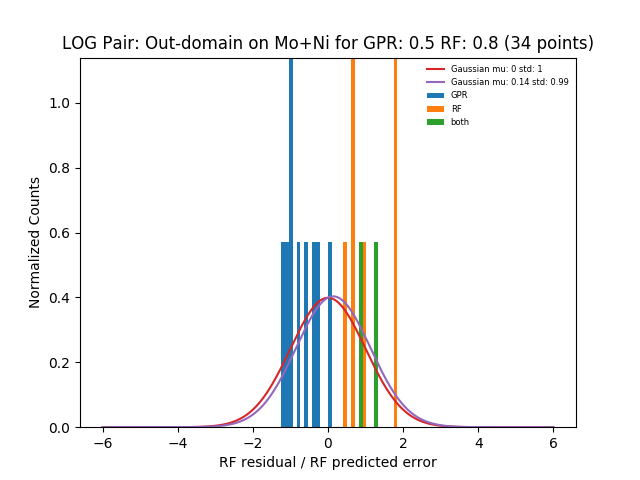 LOG Pair: Out-domain on Mo+Ni for GPR: 0.5 RF: 0.8 (34 points)
Gaussian mu: 0 std: 1
Gaussian mu: 0.14 std: 0.99
GPR
RF
both
1.0
0.8
0.6
0.4
0.2
0.0
Normalized Counts
−6 −4 −2 0 2 4 6
RF residual / RF predicted error